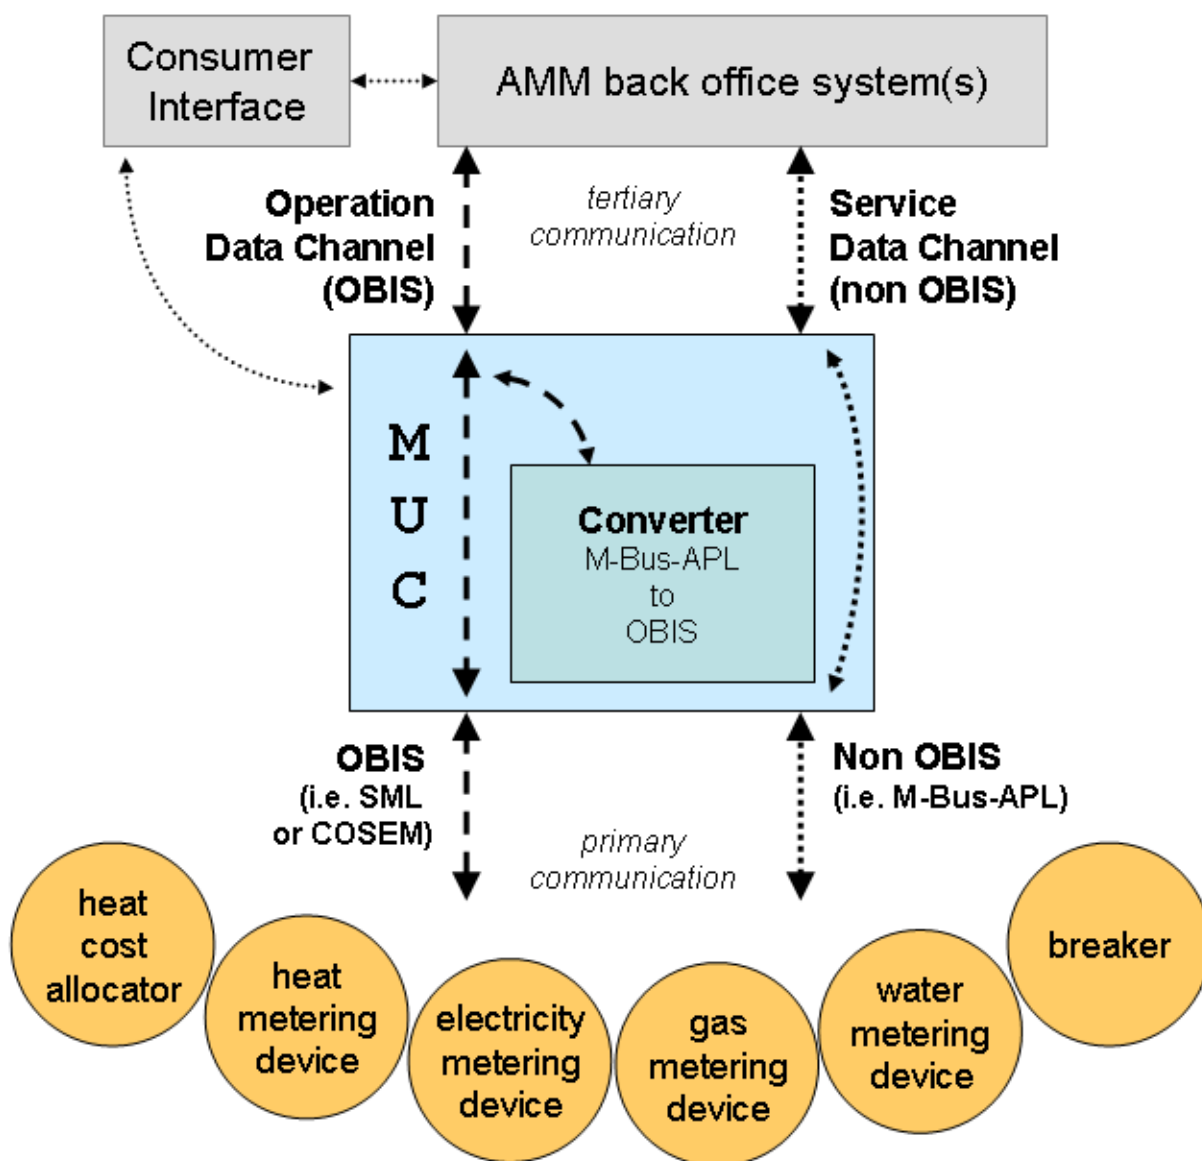 Consumer
Interface
AMM back office system(s)
Operation
Data Channel
(OBIS)
tertiary
communication
Service
Data Channel
(non OBIS)
M
U
C
Converter
M-Bus-APL
to
OBIS
OBIS
(i.e. SML
or COSEM)
Non OBIS
(i.e. M-Bus-APL)
primary
communication
heat
cost
allocator
heat
metering
device
electricity
metering
device
gas
metering
device
water
metering
device
breaker